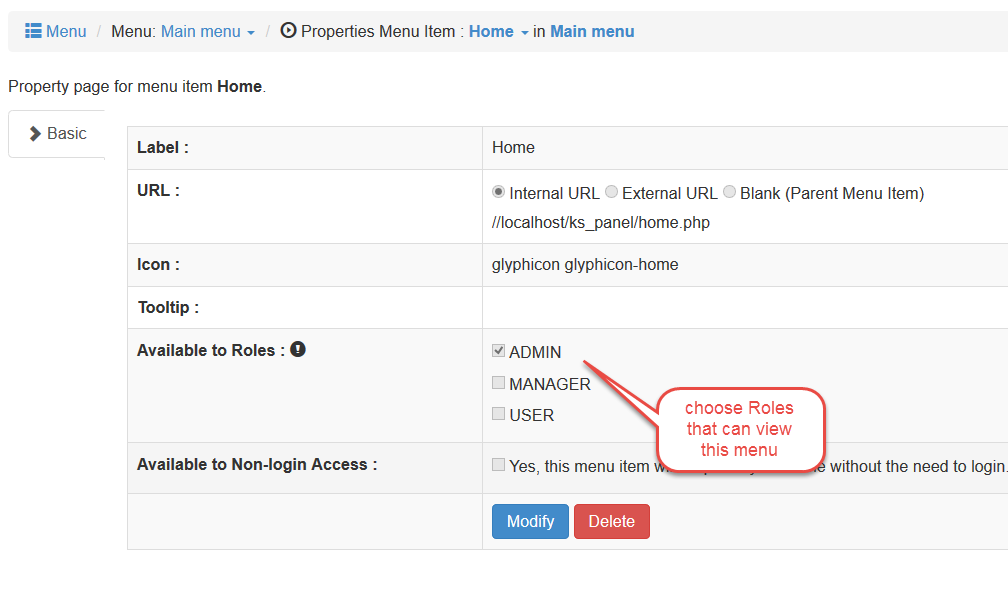 Menu / Menu: Main menu / Properties Menu Item : Home in Main menu
Property page for menu item Home.
Basic
Label : Home
URL : Internal URL External URL Blank (Parent Menu Item)
//localhost/ks_panel/home.php
Icon : glyphicon glyphicon-home
Tooltip :
Available to Roles : ADMIN
MANAGER
USER
choose Roles
that can view
this menu
Available to Non-login Access : Yes, this menu item without the need to login.
Modify Delete